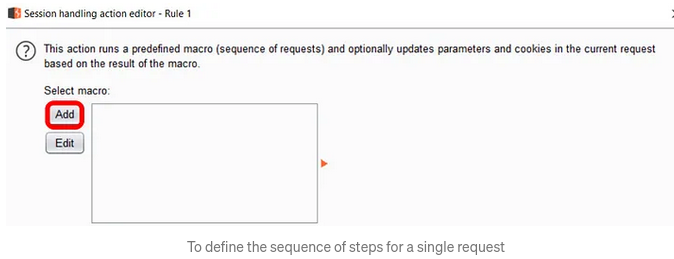 Session handling action editor - Rule 1
This action runs a predefined macro (sequence of requests) and optionally updates parameters and cookies in the current request
based on the result of the macro.
Select macro:
Add
Edit
To define the sequence of steps for a single request